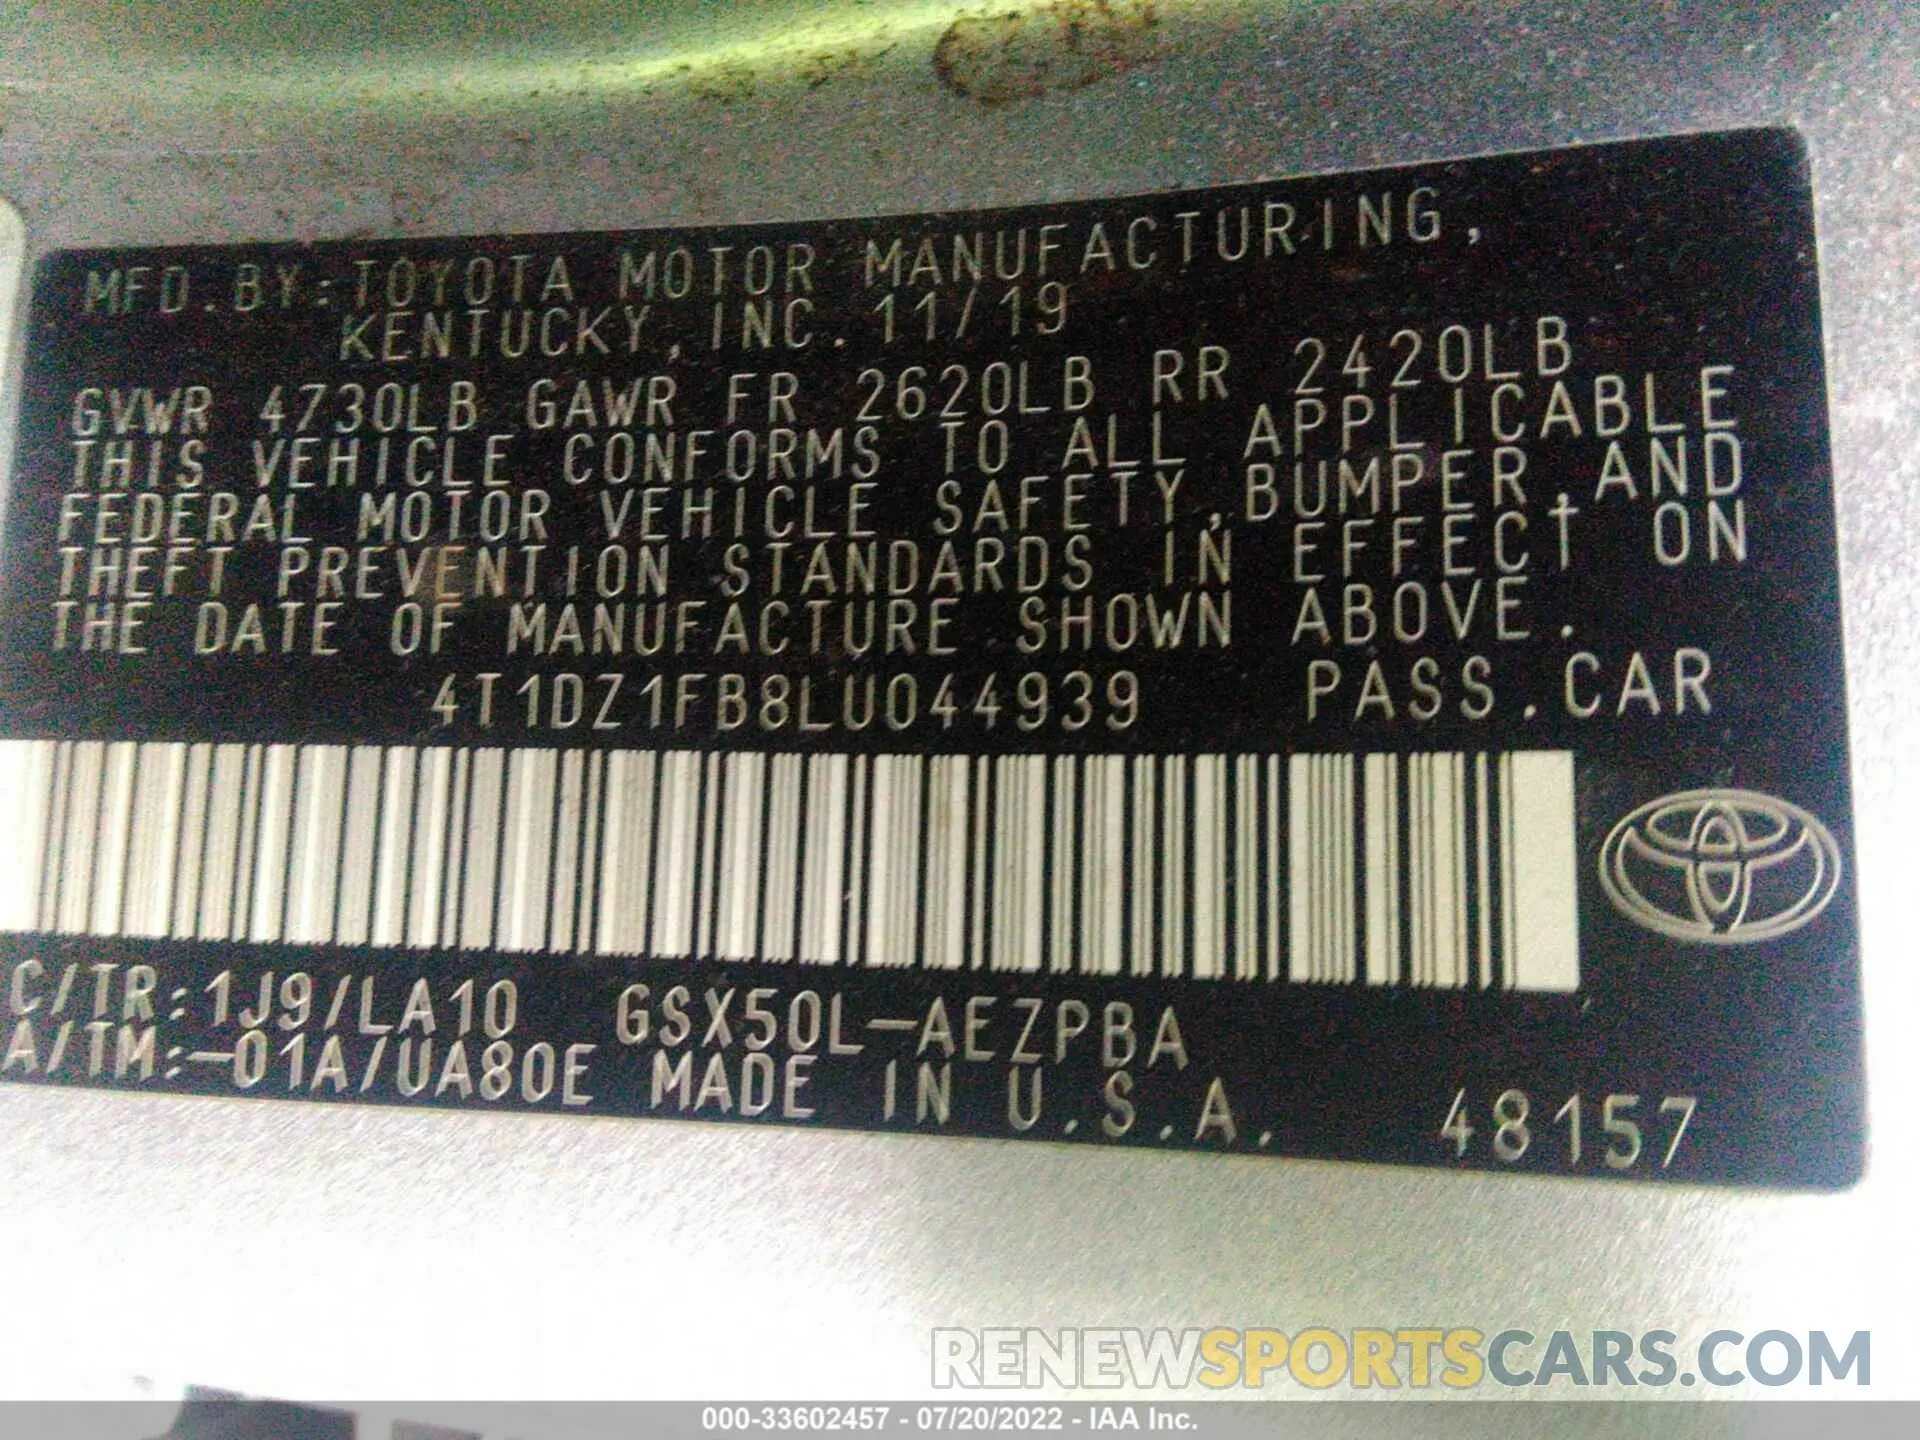 MFD.BY:TOYOTA MOTOR MANUFACTURING,
KENTUCKY, INC. 11/19
GVWR 4730LB GAWR FR 2620LB RR 2420LB
THIS VEHICLE CONFORMS TO ALL APPLICABLE
FEDERAL MOTOR VEHICLE SAFETY,BUMPER,AND
THEFT PREVENTION STANDARDS IN EFFECT ON
THE DATE OF MANUFACTURE SHOWN ABOVE.
4T1DZ1FB8LU044939 PASS.CAR
C/TR:1J9/LA10 GSX50L-AEZPBA
A/TM:-01A/UA80E MADE IN U.S.A. 48157
RENEWSPORTSCARS.COM
000-33602457 - 07/20/2022 - IAA Inc.